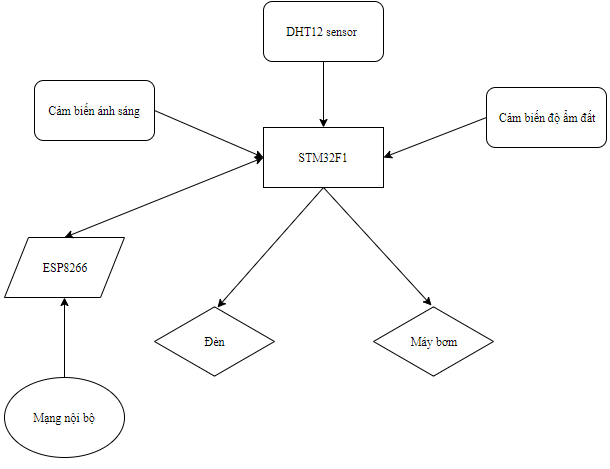 DHT12 sensor
Cảm biến ánh sáng
Cảm biến độ ẩm đất
STM32F1
ESP8266
Đèn
Máy bơm
Mạng nội bộ